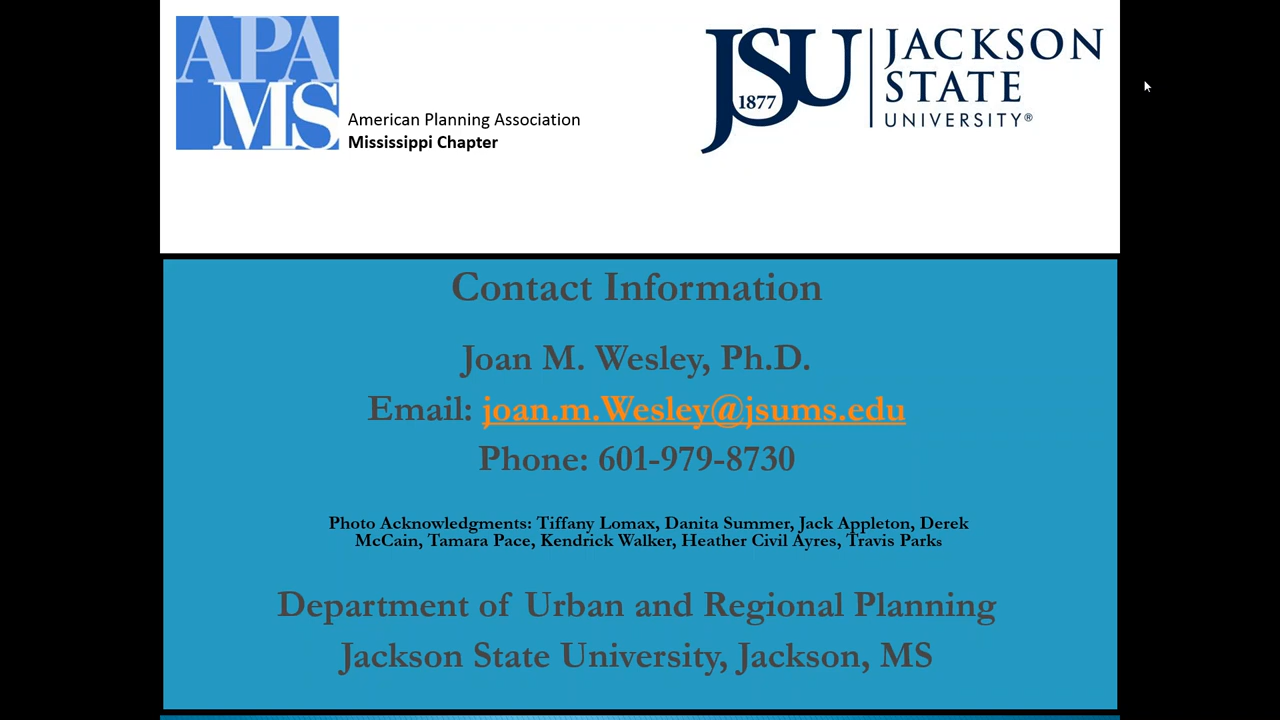 APA
MS
American Planning Association
Mississippi Chapter
JSU
1877
JACKSON
STATE
UNIVERSITY®
Contact Information
Joan M. Wesley, Ph.D.
Email: joan.m.Wesley@jsums.edu
Phone: 601-979-8730
Photo Acknowledgments: Tiffany Lomax, Danita Summer, Jack Appleton, Derek
McCain, Tamara Pace, Kendrick Walker, Heather Civil Ayres, Travis Parks
Department of Urban and Regional Planning
Jackson State University, Jackson, MS